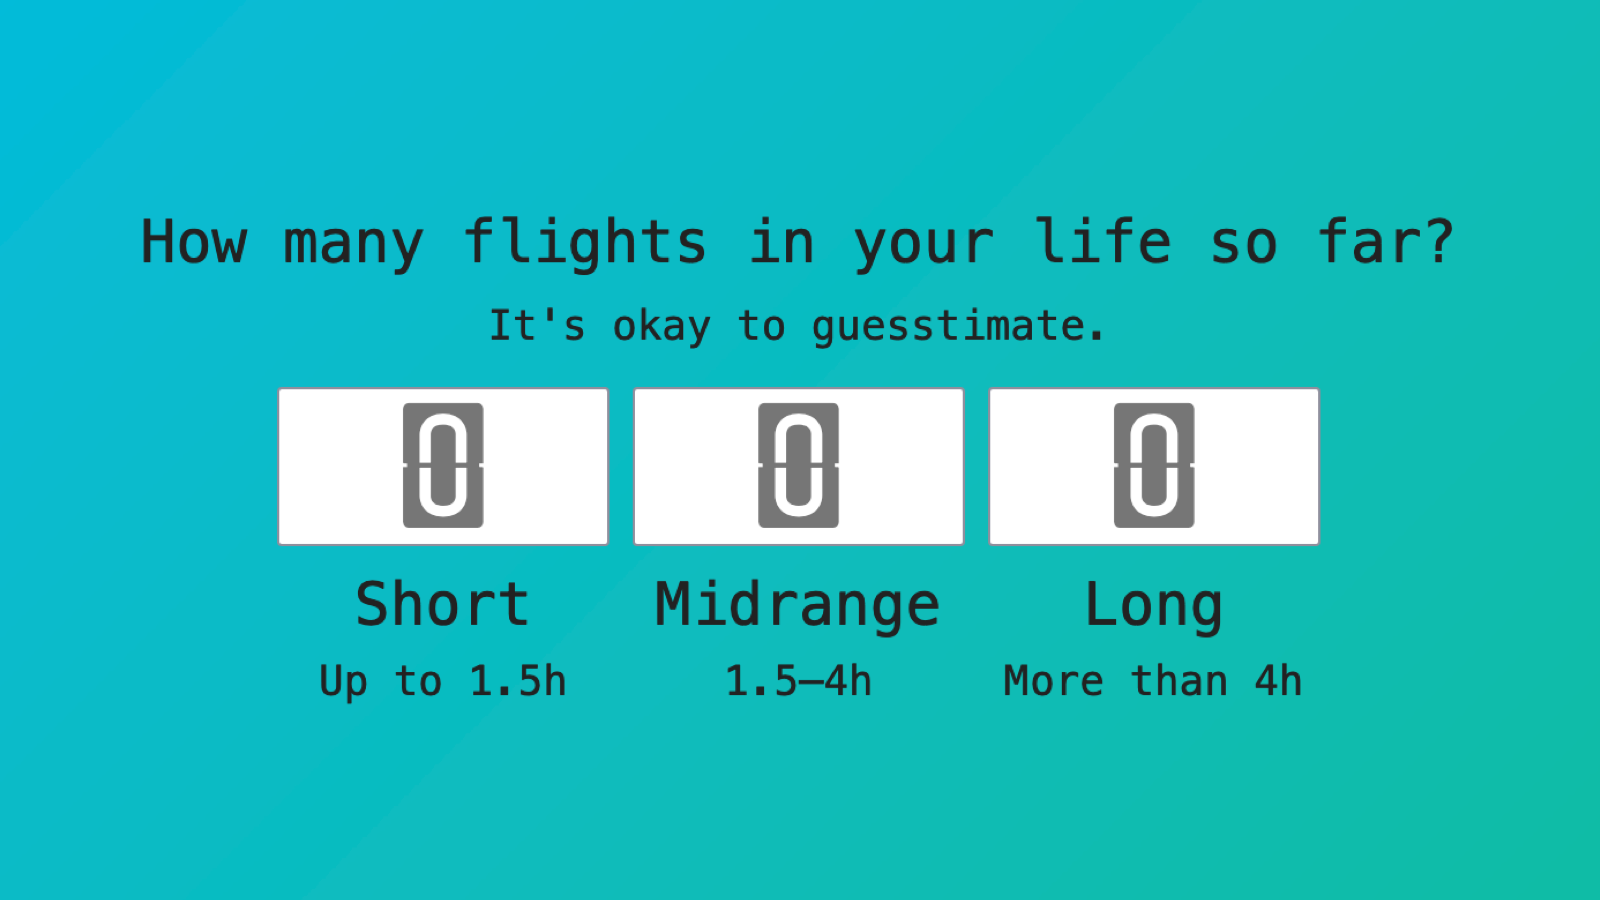 How many flights in your life so far?
It's okay to guesstimate.
0 0 0
Short Midrange Long
Up to 1.5h 1.5–4h More than 4h